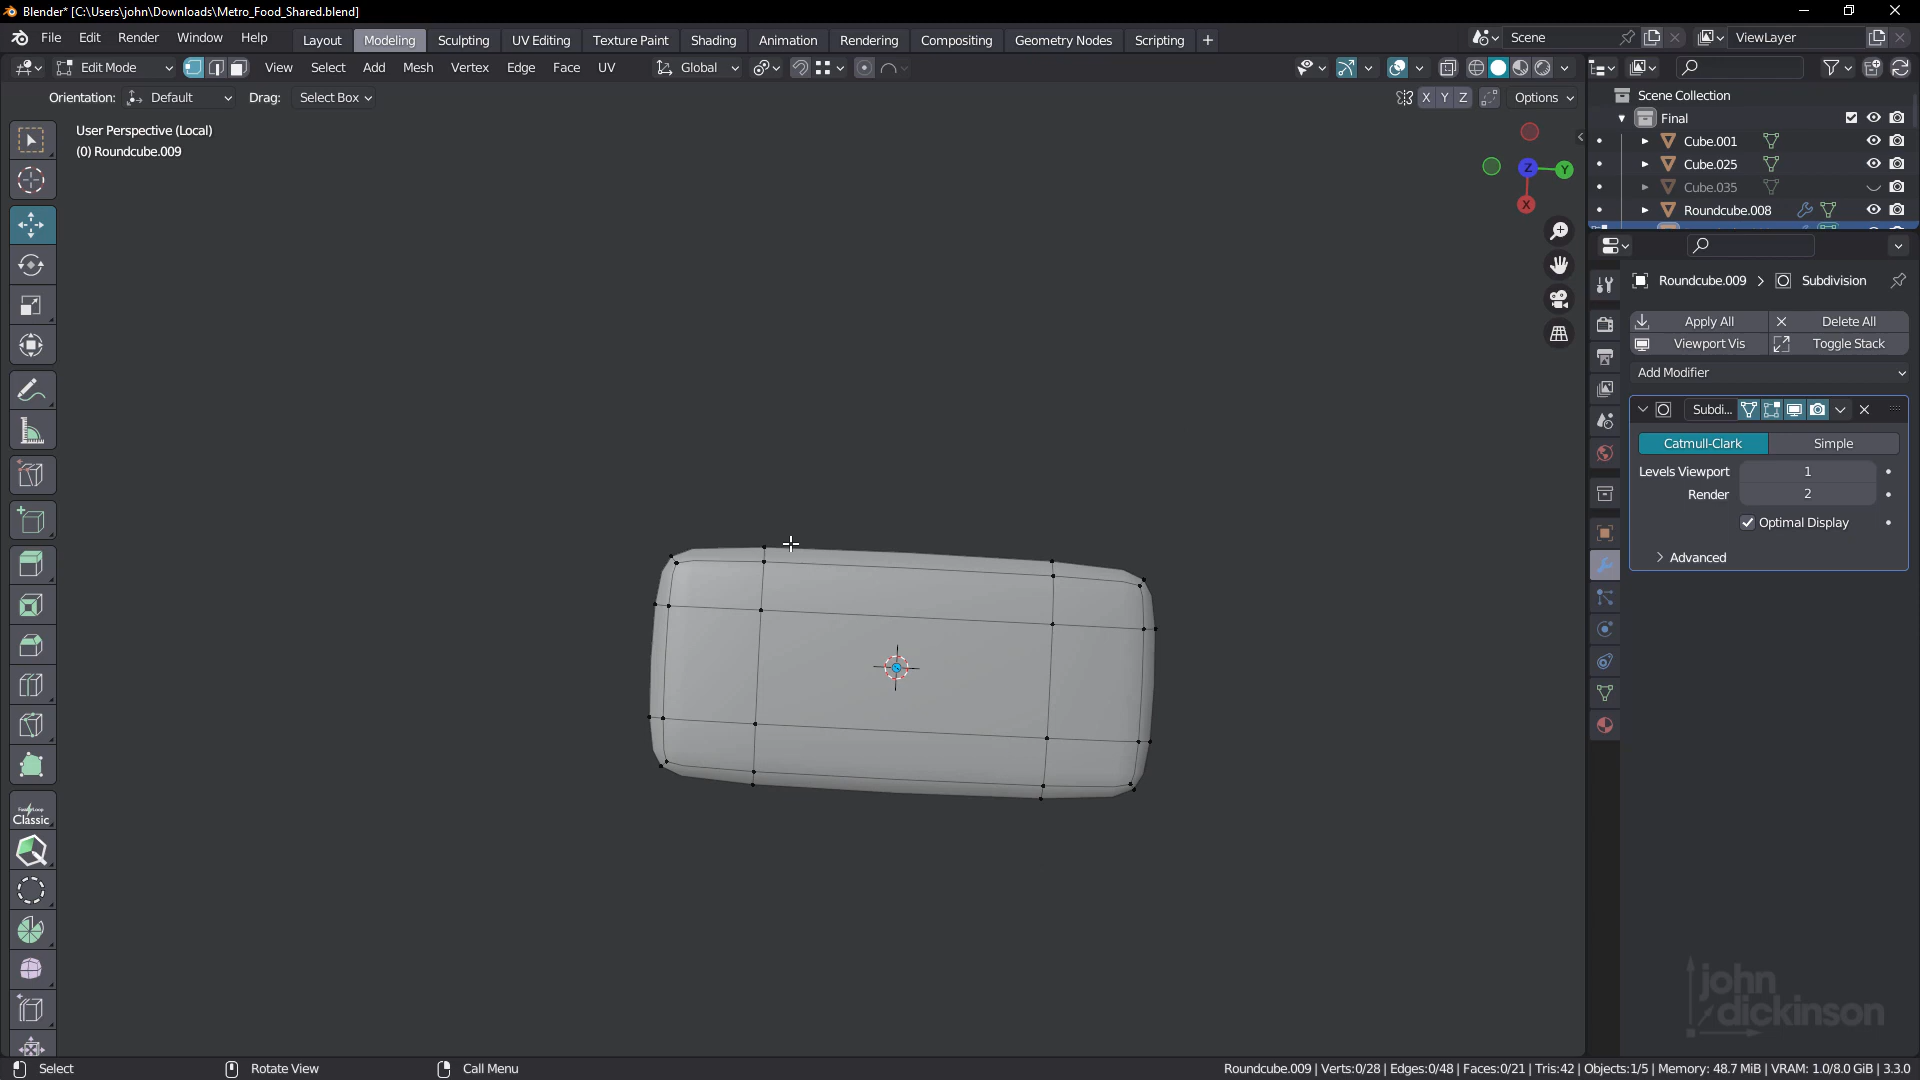 Blender* [C:\Users\john\Downloads\Metro_Food_Shared.blend]
File Edit Render Window Help Layout Modeling Sculpting UV Editing Texture Paint Shading Animation Rendering Compositing Geometry Nodes Scripting + Scene ViewLayer
Edit Mode View Select Add Mesh Vertex Edge Face UV Global
Orientation: Default Drag: Select Box X Y Z Options
User Perspective (Local)
(0) Roundcube.009
Z Y
X
Classic
Scene Collection
Final
Cube.001
Cube.025
Cube.035
Roundcube.008
Roundcube.009 > Subdivision
Apply All Delete All
Viewport Vis Toggle Stack
Add Modifier
Subdi...
Catmull-Clark Simple
Levels Viewport 1
Render 2
Optimal Display
Advanced
john
dickinson
Select Rotate View Call Menu Roundcube.009 | Verts:0/28 | Edges:0/48 | Faces:0/21 | Tris:42 | Objects:1/5 | Memory: 48.7 MiB | VRAM: 1.0/8.0 GiB | 3.3.0